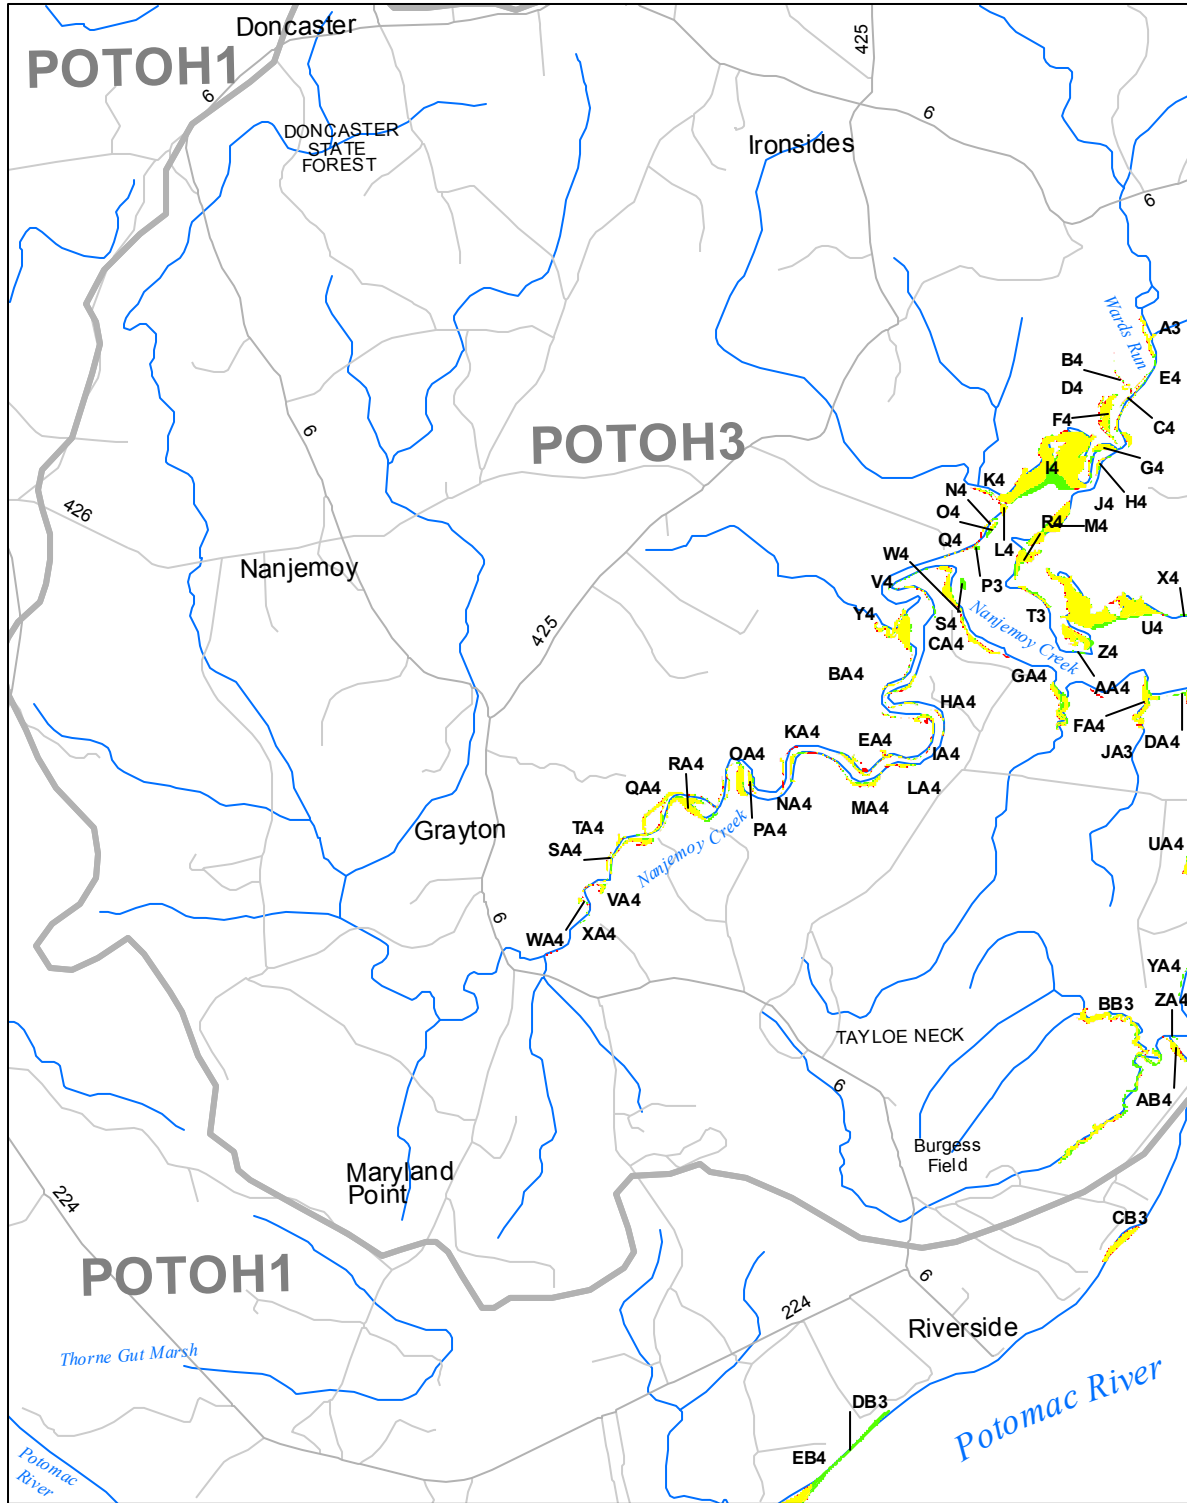 Doncaster
POTOH1
425
6
6
DONCASTER
STATE
FOREST
Ironsides
6
Wards Run
A3
B4
E4
D4
F4
C4
POTOH3
6
I4
G4
K4
N4
J4
H4
426
O4
R4
M4
Q4
L4
W4
Nanjemoy
V4
P3
X4
Y4
Nanjemoy Creek
T3
S4
U4
425
CA4
Z4
BA4
GA4
AA4
HA4
FA4
KA4
EA4
DA4
OA4
IA4
JA3
RA4
QA4
LA4
NA4
MA4
TA4
Grayton
PA4
SA4
Nanjemoy Creek
UA4
VA4
6
XA4
WA4
YA4
BB3
ZA4
TAYLOE NECK
6
AB4
Burgess
Field
Maryland
Point
224
CB3
POTOH1
6
224
Riverside
Thorne Gut Marsh
DB3
Potomac River
EB4
Potomac
River